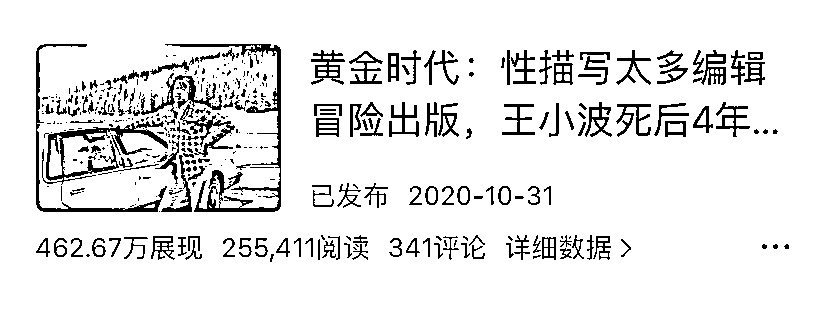 黄金时代：性描写太多编辑
冒险出版，王小波死后4年...
已发布 2020-10-31
462.67万展现 255,411阅读 341评论 详细数据